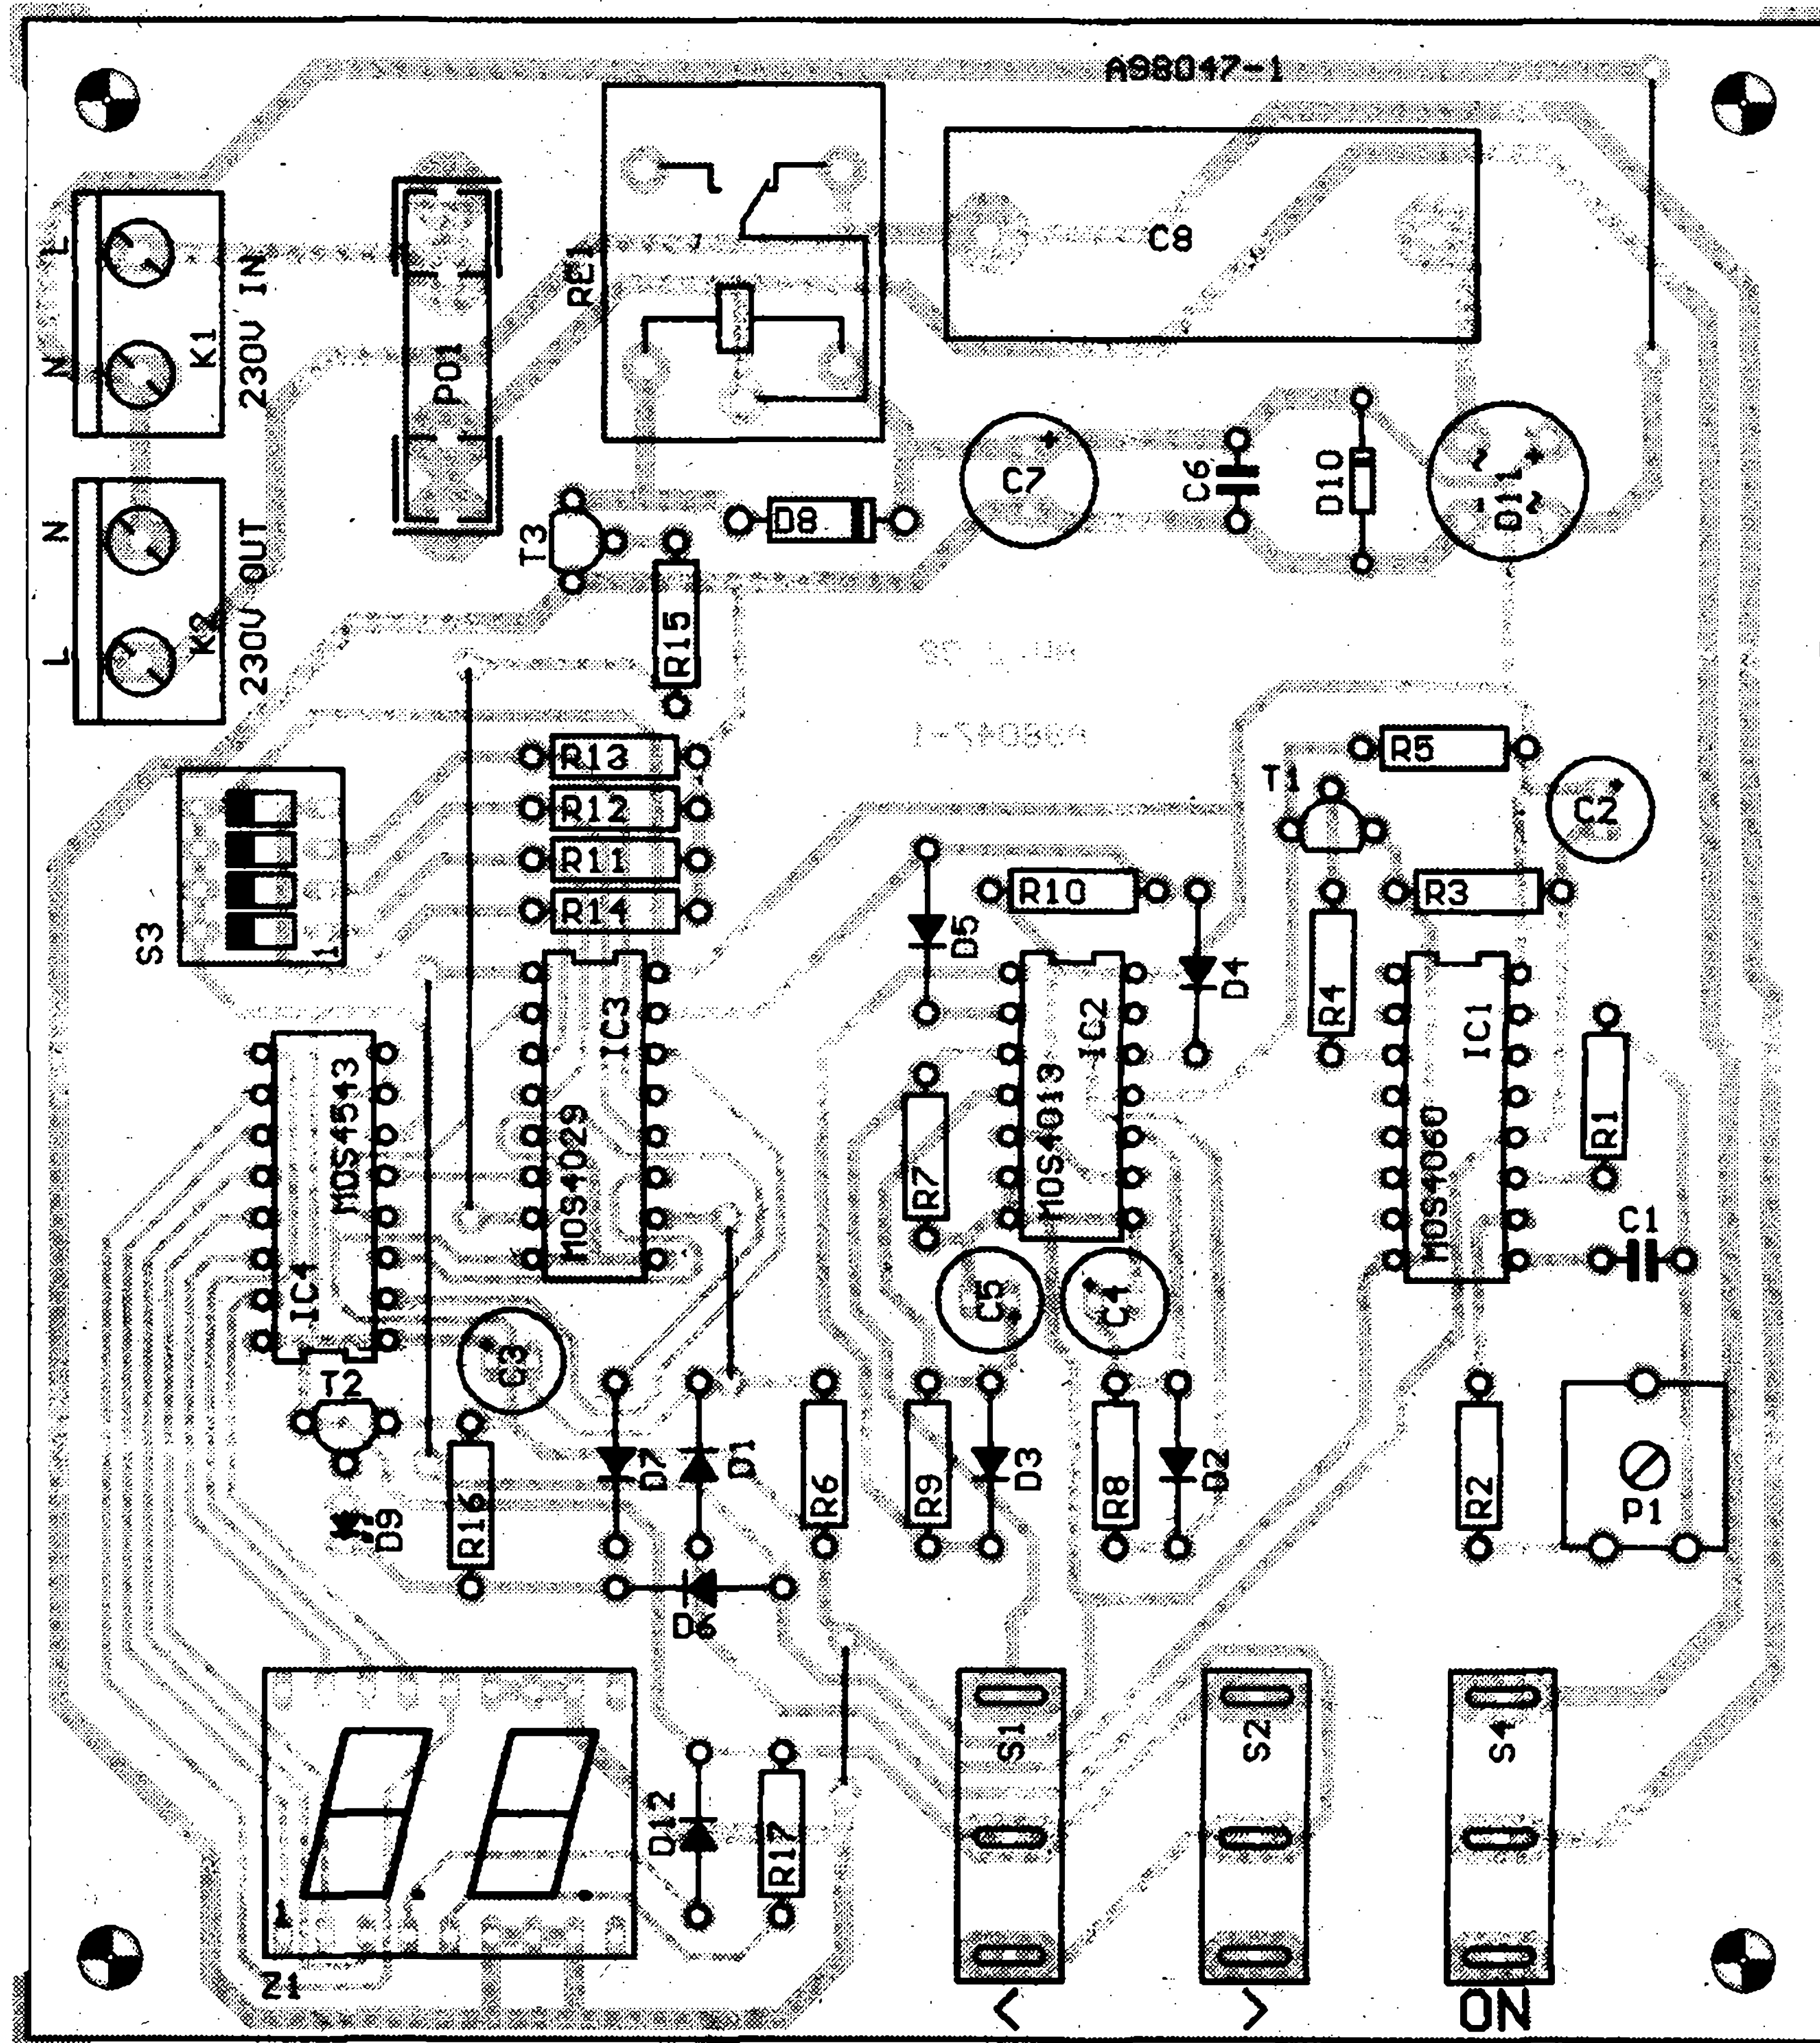 A98047-1
L
N
K1
230V IN
N
L
K2
230V OUT
PO1
RE1
C8
T3
R15
D8
C7
+
C6
D10
D11
~
+
-
~
A98047-1
S3
1
R13
R12
R11
R14
T1
R5
C2
+
R10
R3
D5
D4
R4
IC3
MOS4029
IC2
MOS4013
IC1
MOS4060
R1
R7
IC4
MOS4543
C1
C5
C4
C3
T2
D9
R16
D7
D1
D6
R6
R9
D3
R8
D2
R2
P1
Z1
1
D12
R17
S1
S2
S4
<
>
ON